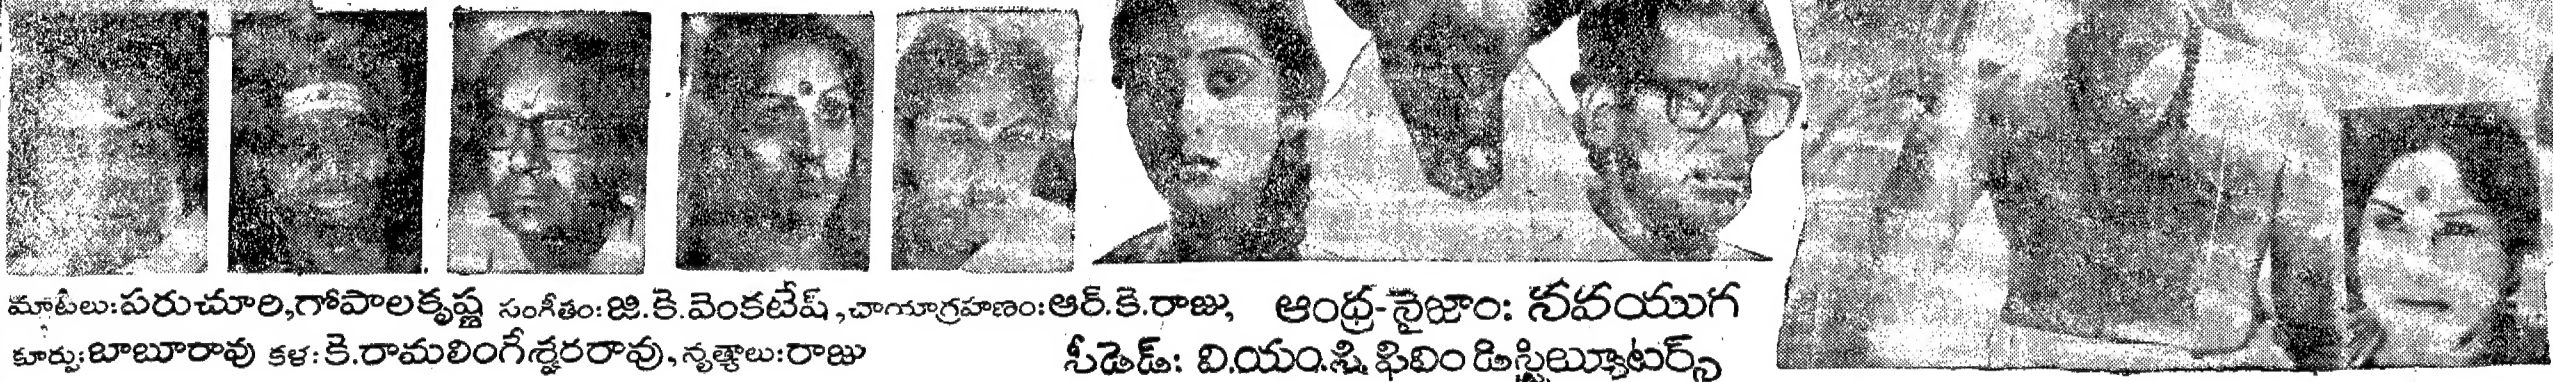 మాటలు:పరుచూరి,గోపాలకృష్ణ సంగీతం:జి.కె.వెంకటేష్,ఛాయాగ్రహణం:ఆర్.కె.రాజు, ఆంధ్ర-నైజాం: నవయుగ
కూర్పు:బాబూరావు కళ:కె.రామలింగేశ్వరరావు,నృత్యాలు:రాజు సీడెడ్: వి.యం.సి ఫిలిం డిస్ట్రిబ్యూటర్స్